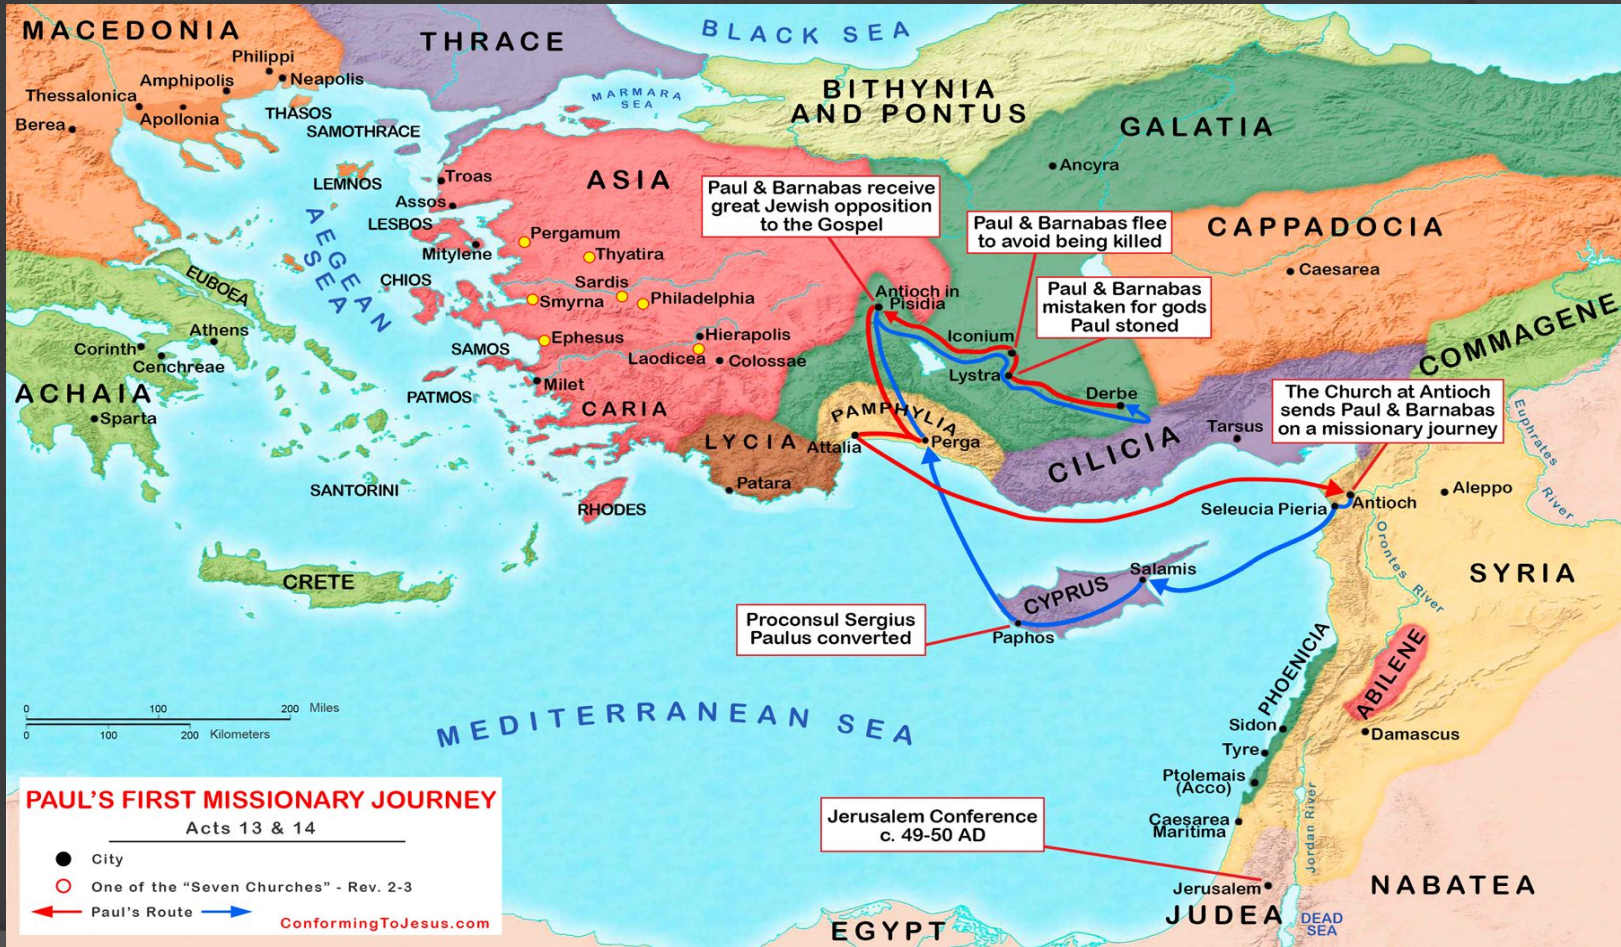 MACEDONIA
THRACE
BLACK SEA
Philippi
Neapolis
Amphipolis
Thessalonica
Apollonia
Berea
THASOS
SAMOTHRACE
MARMARA
SEA
BITHYNIA
AND PONTUS
GALATIA
Ancyra
LEMNOS
Troas
ASIA
Assos
LESBOS
Mitylene
AEGEAN
SEA
Pergamum
Thyatira
Sardis
Philadelphia
Smyrna
CHIOS
EUBOEA
Paul & Barnabas receive
great Jewish opposition
to the Gospel
Paul & Barnabas flee
to avoid being killed
Paul & Barnabas
mistaken for gods
Paul stoned
CAPPADOCIA
Caesarea
COMMAGENE
Antioch in
Pisidia
Iconium
Lystra
Derbe
Athens
Corinth
Cenchreae
ACHAIA
Sparta
Ephesus
Hierapolis
Laodicea
Colossae
SAMOS
Milet
PATMOS
CARIA
PAMPHYLIA
LYCIA
Attalia
Perga
Patara
CILICIA
Tarsus
The Church at Antioch
sends Paul & Barnabas
on a missionary journey
Euphrates
River
SANTORINI
RHODES
Seleucia Pieria
Antioch
Aleppo
Orontes River
SYRIA
CRETE
Salamis
CYPRUS
Paphos
Proconsul Sergius
Paulus converted
PHOENICIA
ABILENE
Sidon
Damascus
Tyre
Ptolemais
(Acco)
Caesarea
Maritima
Jordan River
MEDITERRANEAN SEA
0 100 200 Miles
0 100 200 Kilometers
PAUL'S FIRST MISSIONARY JOURNEY
Acts 13 & 14
City
One of the "Seven Churches" - Rev. 2-3
Paul's Route
ConformingToJesus.com
Jerusalem Conference
c. 49-50 AD
Jerusalem
JUDEA
DEAD
SEA
NABATEA
EGYPT